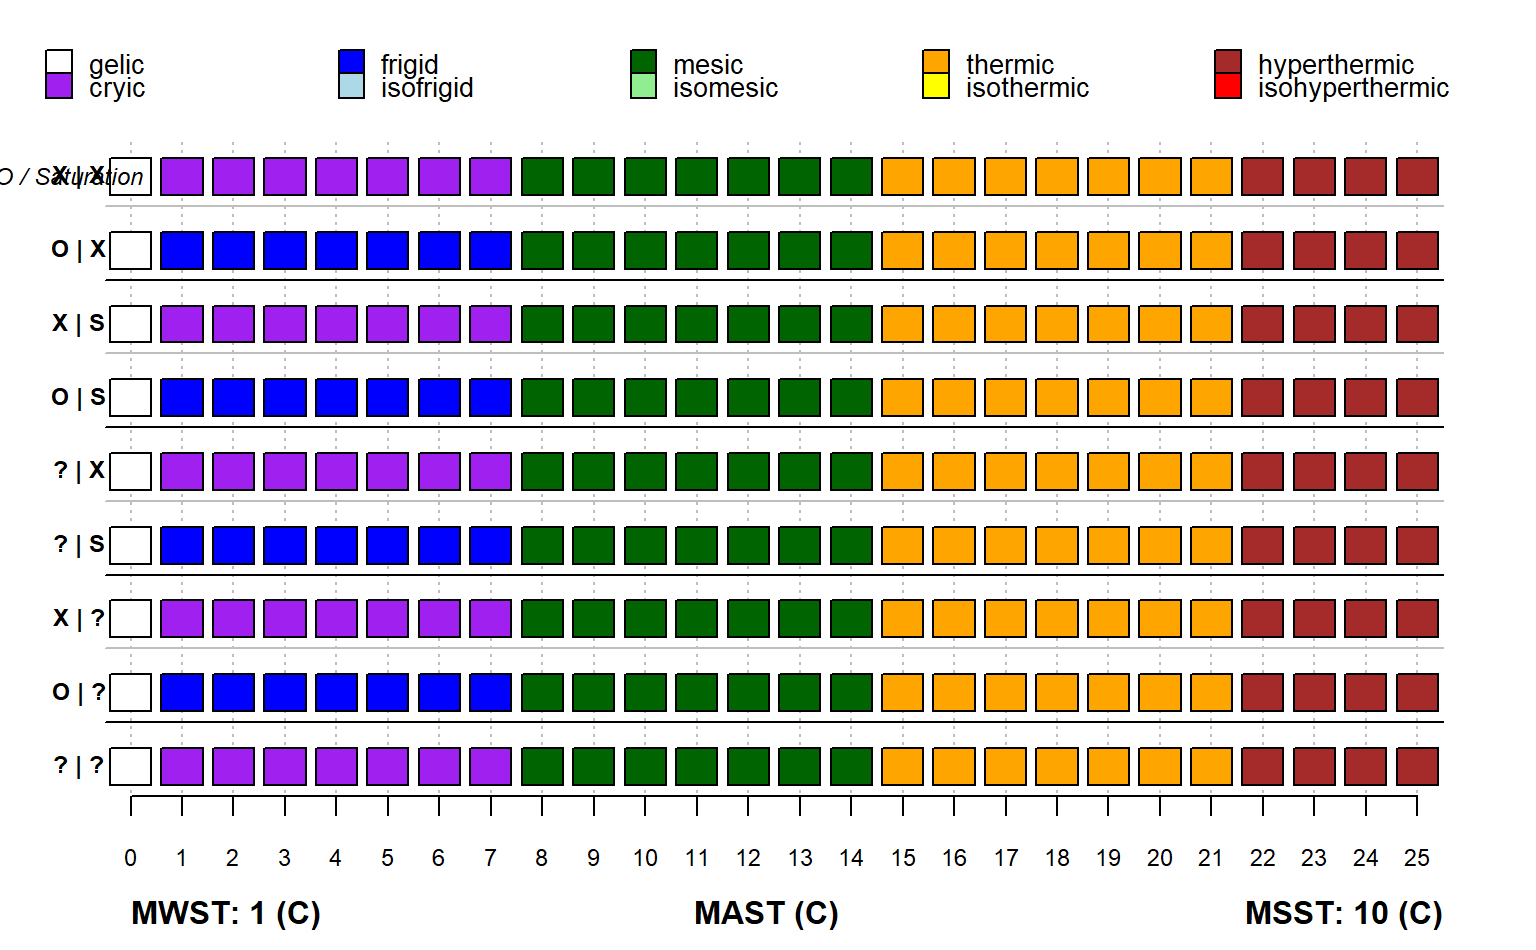 gelic frigid mesic thermic hyperthermic
cryic isofrigid isomesic isothermic isohyperthermic
O / Saturation
X | X
O | X
X | S
O | S
? | X
? | S
X | ?
O | ?
? | ?
0 1 2 3 4 5 6 7 8 9 10 11 12 13 14 15 16 17 18 19 20 21 22 23 24 25
MWST: 1 (C) MAST (C) MSST: 10 (C)